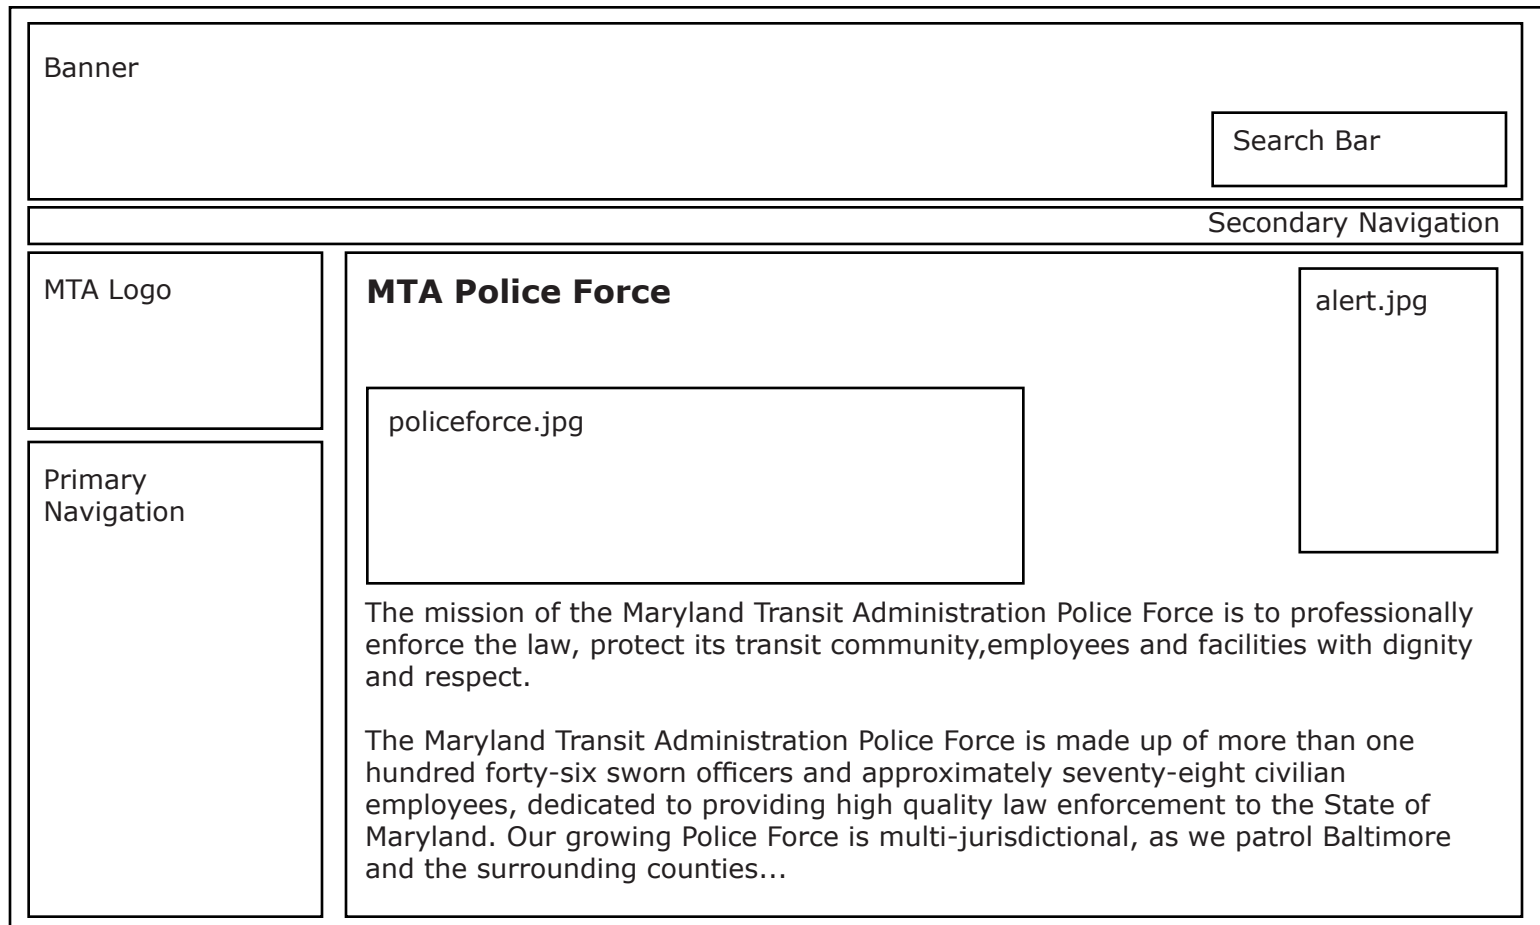 Banner
Search Bar
Secondary Navigation
MTA Logo
MTA Police Force
alert.jpg
policeforce.jpg
Primary
Navigation
The mission of the Maryland Transit Administration Police Force is to professionally
enforce the law, protect its transit community,employees and facilities with dignity
and respect.
The Maryland Transit Administration Police Force is made up of more than one
hundred forty-six sworn officers and approximately seventy-eight civilian
employees, dedicated to providing high quality law enforcement to the State of
Maryland. Our growing Police Force is multi-jurisdictional, as we patrol Baltimore
and the surrounding counties...